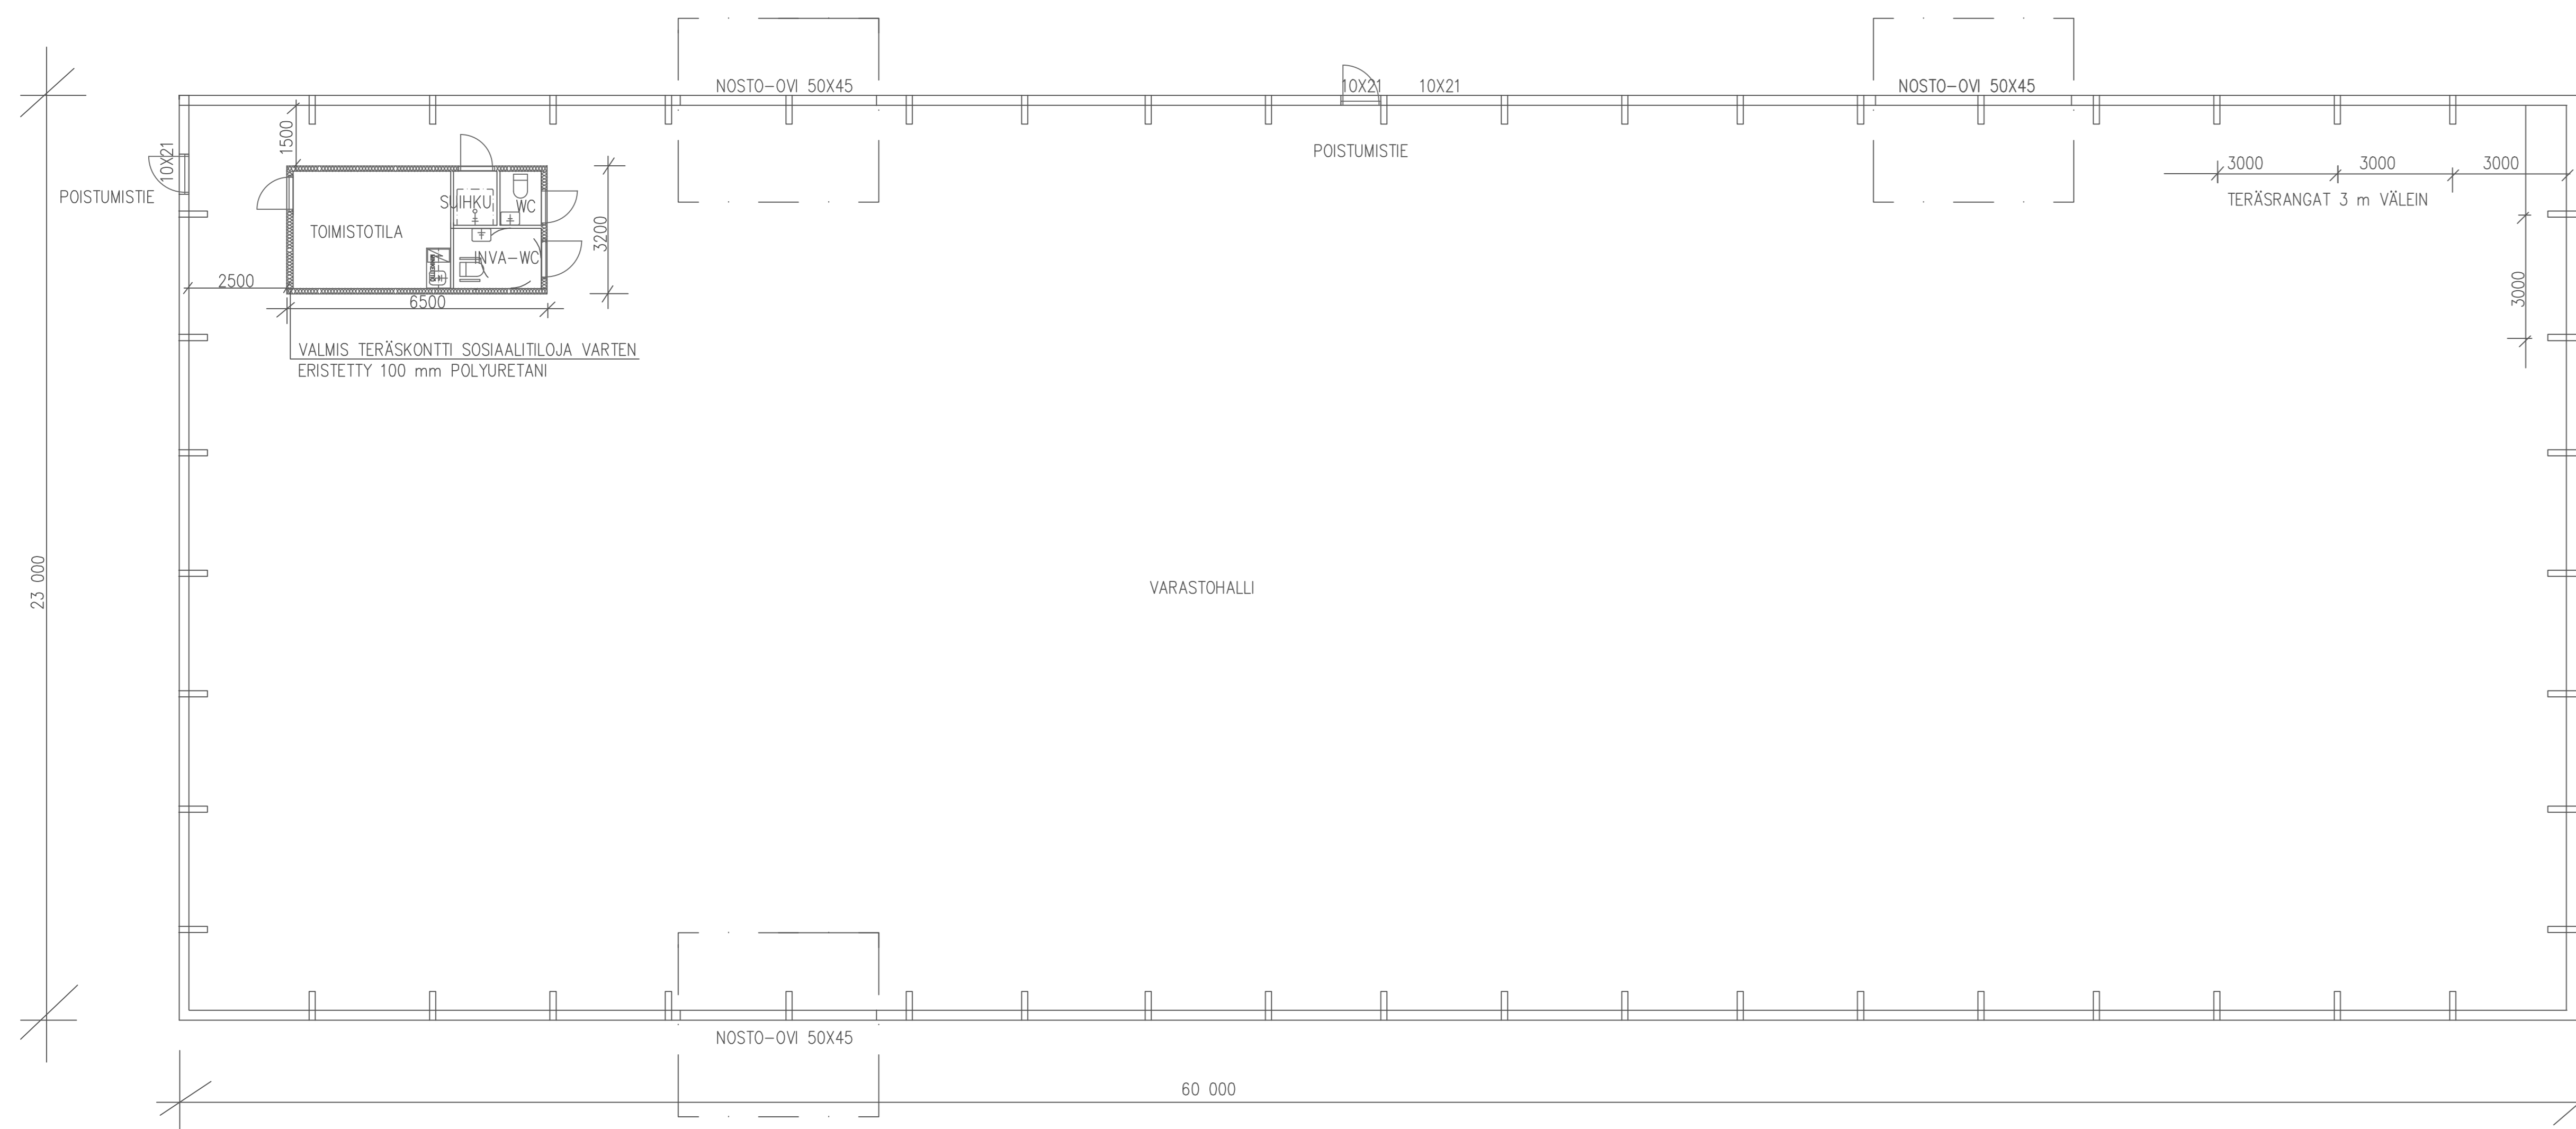 NOSTO-OVI 50X45
10X21
10X21
NOSTO-OVI 50X45
1500
10X21
POISTUMISTIE
POISTUMISTIE
3000
3000
3000
TERÄSRANGAT 3 m VÄLEIN
SUIHKU
WC
TOIMISTOTILA
3200
INVA-WC
2500
6500
3000
VALMIS TERÄSKONTTI SOSIAALITILOJA VARTEN
ERISTETTY 100 mm POLYURETANI
23 000
VARASTOHALLI
NOSTO-OVI 50X45
60 000